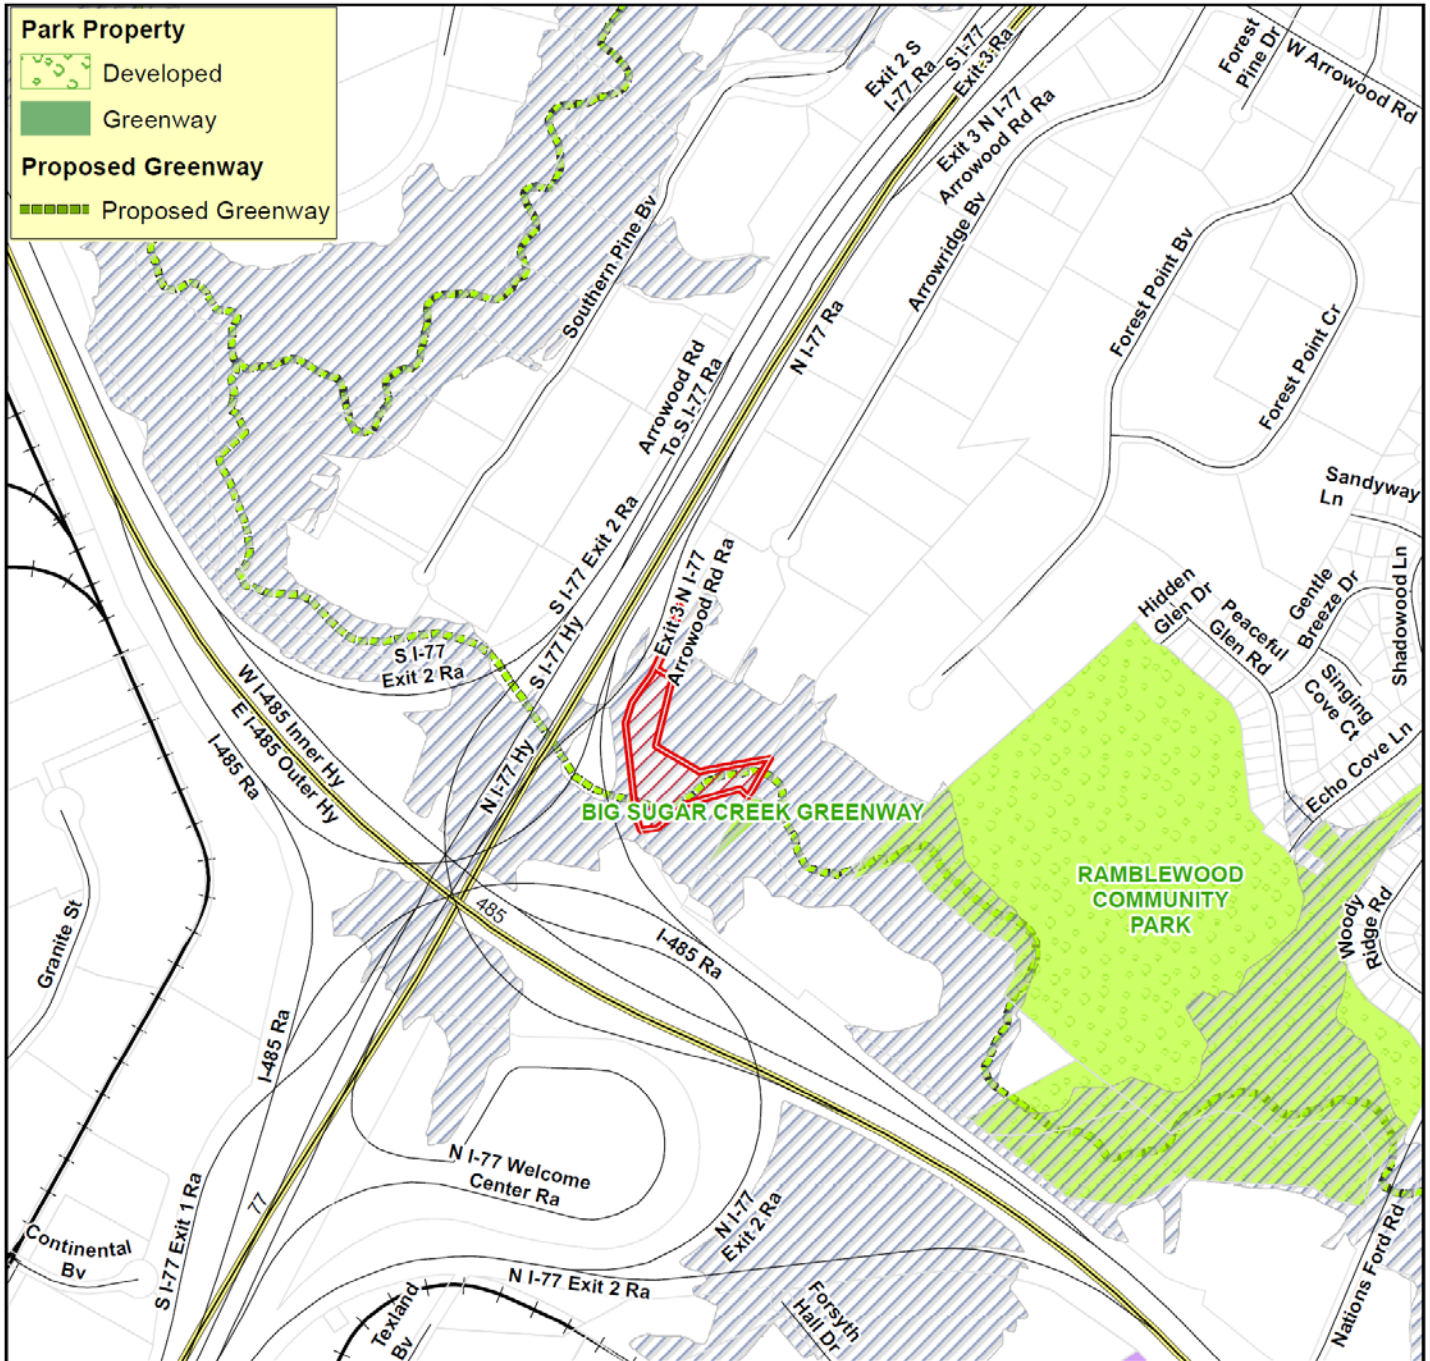 Park Property
Developed
Greenway
Proposed Greenway
Proposed Greenway
Exit 2 S
I-77 Ra
S I-77
Exit 3 Ra
Exit 3 N I-77
Arrowood Rd Ra
Forest
Pine Dr
W Arrowood Rd
Southern Pine Bv
Arrowridge Bv
N I-77 Ra
Forest Point Bv
Forest Point Cr
Arrowood Rd
To S I-77 Ra
Sandyway
Ln
S I-77 Exit 2 Ra
Exit 3 N I-77
Arrowood Rd Ra
Hidden
Glen Dr
Peaceful
Glen Rd
Gentle
Breeze Dr
Shadowood Ln
S I-77
Exit 2 Ra
S I-77 Hy
Singing
Cove Ct
Echo Cove Ln
W I-485 Inner Hy
E I-485 Outer Hy
I-485 Ra
N I-77 Hy
BIG SUGAR CREEK GREENWAY
RAMBLEWOOD
COMMUNITY
PARK
Woody
Ridge Rd
485
I-485 Ra
Granite St
I-485 Ra
N I-77 Welcome
Center Ra
77
S I-77 Exit 1 Ra
N I-77
Exit 2 Ra
Continental
Bv
N I-77 Exit 2 Ra
Texland
Bv
Forsyth
Hall Dr
Nations Ford Rd